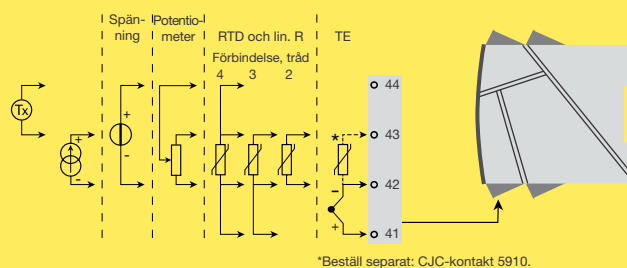 Spän-
ning
Potentio-
meter
RTD och lin. R
Förbindelse, tråd
4 3 2
TE
Tx
+
-
+
-
*
–
+
44
43
42
41
*Beställ separat: CJC-kontakt 5910.